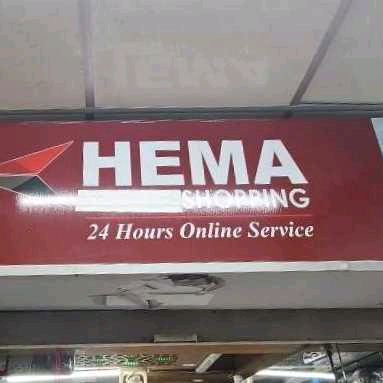 HEMA
SHOPPING
24 Hours Online Service